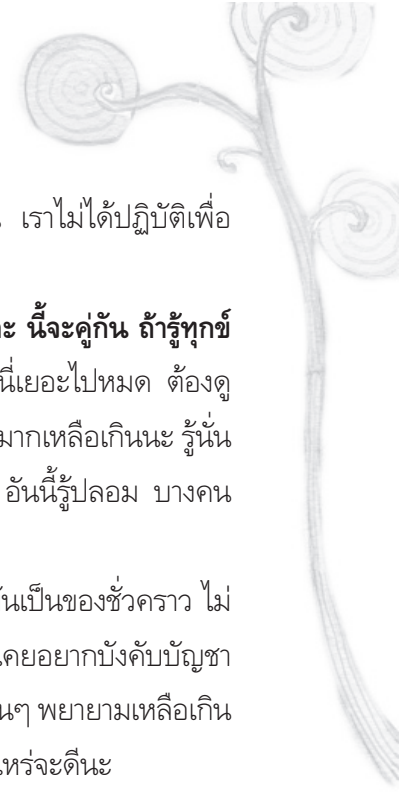 เราไม่ได้ปฏิบัติเพื่อ
นี้จะคู่กัน ถ้ารู้ทุกข์
นี่เยอะไปหมด ต้องดู
มากเหลือเกินนะ รู้นั่น
อันนี้รู้ปลอม บางคน
นเป็นของชั่วคราว ไม่
เคยอยากบังคับบัญชา
นๆ พยายามเหลือเกิน
หร่จะดีนะ